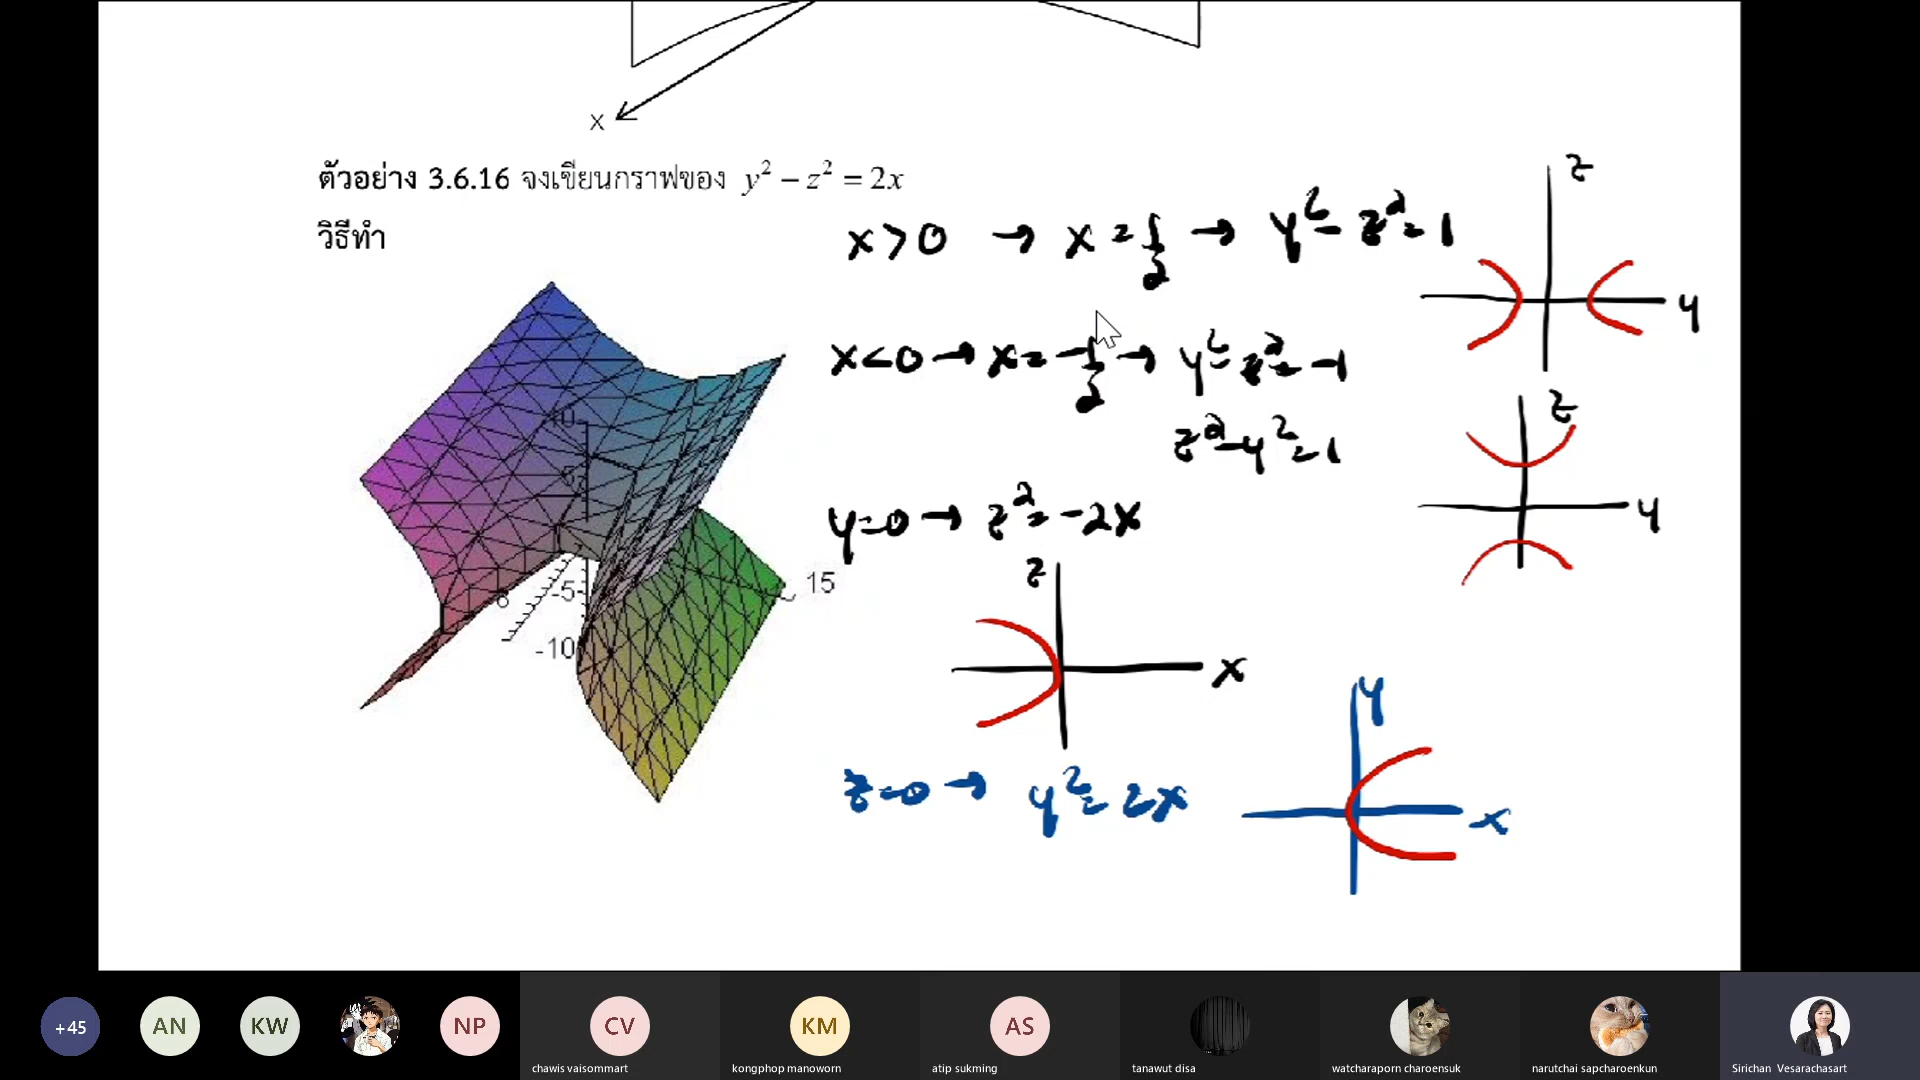 x
ตัวอย่าง 3.6.16 จงเขียนกราฟของ y² − z² = 2x
วิธีทำ
x > 0 → x = 1/2 → y² − z² = 1
z
y
x < 0 → x = −1/2 → y² − z² = −1
z² − y² = 1
z
y
y = 0 → z² = −2x
z
x
15
-5
-10
z = 0 → y² = 2x
y
x
+45
AN
KW
NP
CV
KM
AS
chawis vaisommart
kongphop manoworn
atip sukming
tanawut disa
watcharaporn charoensuk
narutchai sapcharoenkun
Sirichan Vesarachasart